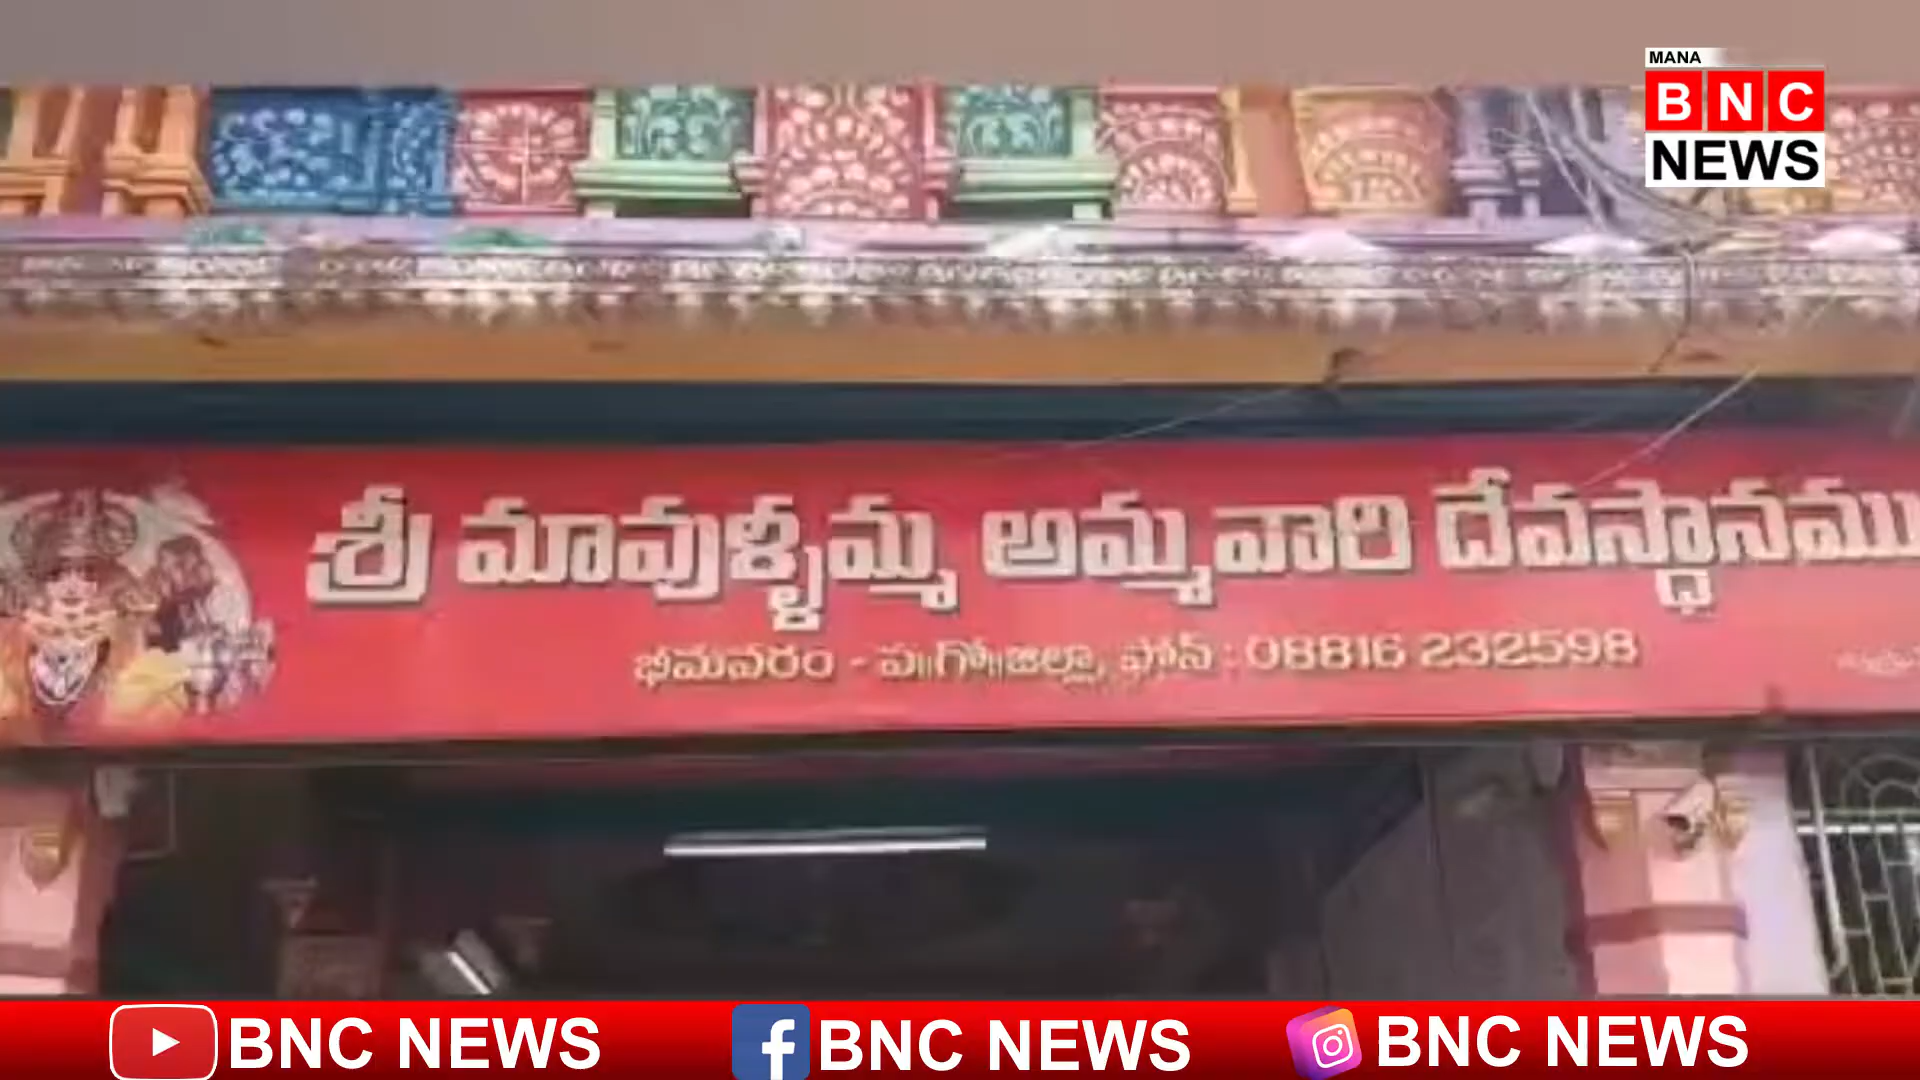 MANA
BNC
NEWS
శ్రీ మావుళ్ళమ్మ అమ్మవారి దేవస్థానము
భీమవరం - ప॥గో॥జిల్లా, ఫోన్ : 08816 232598
BNC NEWS
BNC NEWS
BNC NEWS